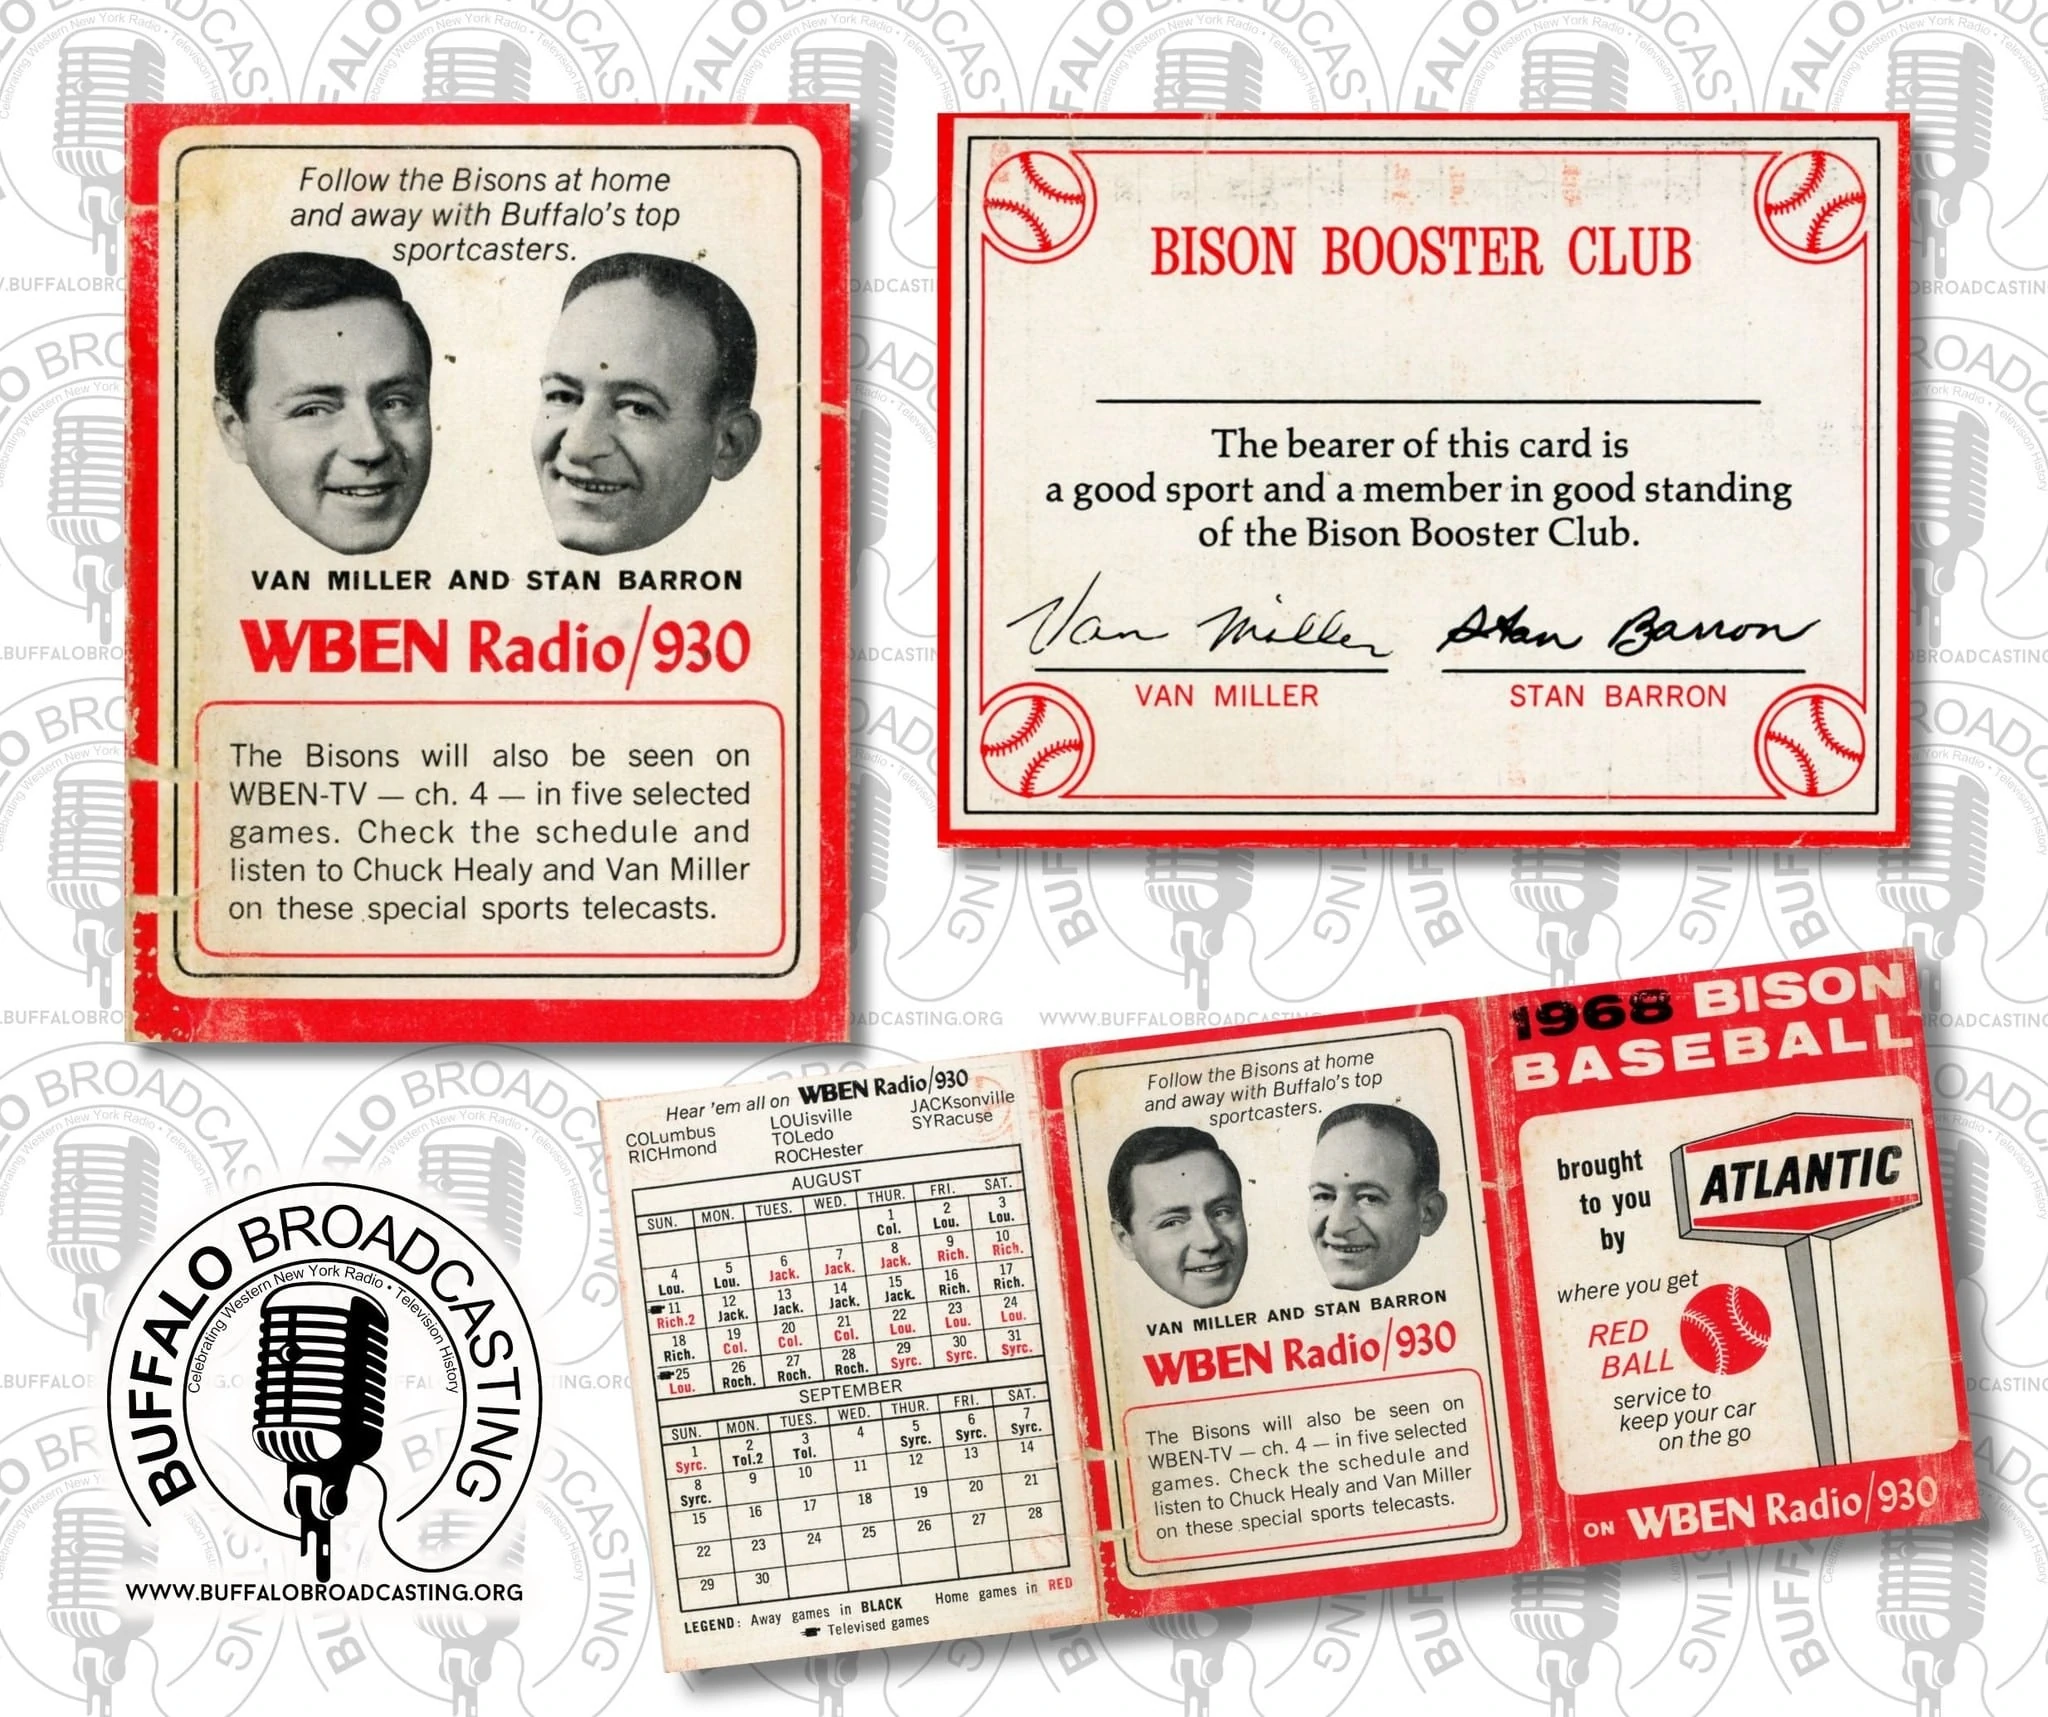 Follow the Bisons at home
and away with Buffalo's top
sportcasters.
VAN MILLER AND STAN BARRON
WBEN Radio/930
The Bisons will also be seen on
WBEN-TV — ch. 4 — in five selected
games. Check the schedule and
listen to Chuck Healy and Van Miller
on these special sports telecasts.
BISON BOOSTER CLUB
The bearer of this card is
a good sport and a member in good standing
of the Bison Booster Club.
Van Miller Stan Barron
VAN MILLER STAN BARRON
Hear 'em all on WBEN Radio/930
COLumbus LOUisville JACKsonville
RICHmond TOLedo SYRacuse
ROCHester
AUGUST
SUN. MON. TUES. WED. THUR. FRI. SAT.
1 2 3
Col. Lou. Lou.
4 5 6 7 8 9 10
Lou. Lou. Jack. Jack. Jack. Rich. Rich.
11 12 13 14 15 16 17
Rich.2 Jack. Jack. Jack. Jack. Rich. Rich.
18 19 20 21 22 23 24
Rich. Col. Col. Col. Lou. Lou. Lou.
25 26 27 28 29 30 31
Lou. Roch. Roch. Roch. Syrc. Syrc. Syrc.
SEPTEMBER
SUN. MON. TUES. WED. THUR. FRI. SAT.
1 2 3 4 5 6 7
Syrc. Tol.2 Tol. Syrc. Syrc. Syrc.
8 9 10 11 12 13 14
Syrc.
15 16 17 18 19 20 21
22 23 24 25 26 27 28
29 30
LEGEND: Away games in BLACK Home games in RED
Televised games
Follow the Bisons at home
and away with Buffalo's top
sportcasters.
VAN MILLER AND STAN BARRON
WBEN Radio/930
The Bisons will also be seen on
WBEN-TV — ch. 4 — in five selected
games. Check the schedule and
listen to Chuck Healy and Van Miller
on these special sports telecasts.
1968 BISON
BASEBALL
brought
to you
by
ATLANTIC
where you get
RED
BALL
service to
keep your car
on the go
ON WBEN Radio/930
BUFFALO BROADCASTING
Celebrating Western New York Radio • Television History
WWW.BUFFALOBROADCASTING.ORG